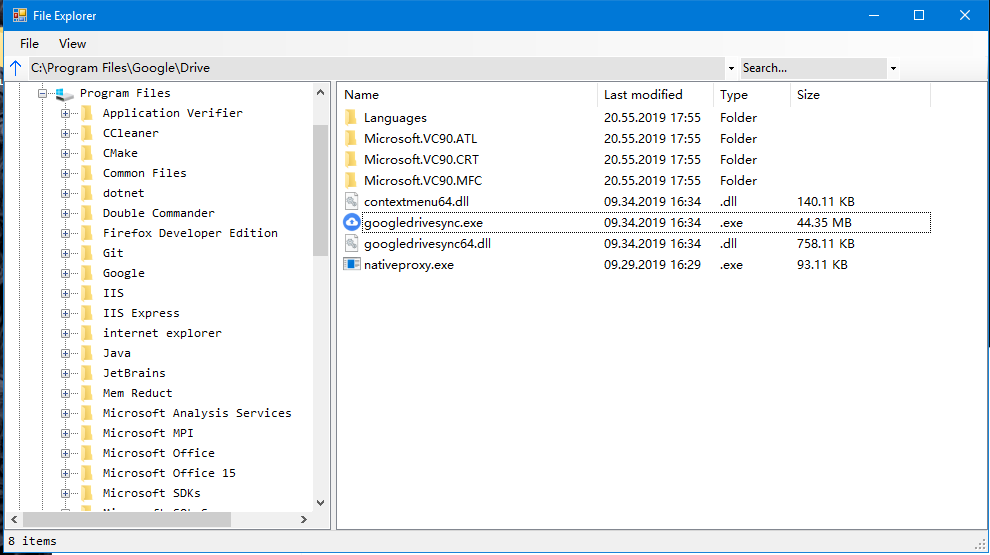 File Explorer
File View
C:\Program Files\Google\Drive Search...
Program Files
Application Verifier
CCleaner
CMake
Common Files
dotnet
Double Commander
Firefox Developer Edition
Git
Google
IIS
IIS Express
internet explorer
Java
JetBrains
Mem Reduct
Microsoft Analysis Services
Microsoft MPI
Microsoft Office
Microsoft Office 15
Microsoft SDKs
Name Last modified Type Size
Languages 20.55.2019 17:55 Folder
Microsoft.VC90.ATL 20.55.2019 17:55 Folder
Microsoft.VC90.CRT 20.55.2019 17:55 Folder
Microsoft.VC90.MFC 20.55.2019 17:55 Folder
contextmenu64.dll 09.34.2019 16:34 .dll 140.11 KB
googledrivesync.exe 09.34.2019 16:34 .exe 44.35 MB
googledrivesync64.dll 09.34.2019 16:34 .dll 758.11 KB
nativeproxy.exe 09.29.2019 16:29 .exe 93.11 KB
8 items